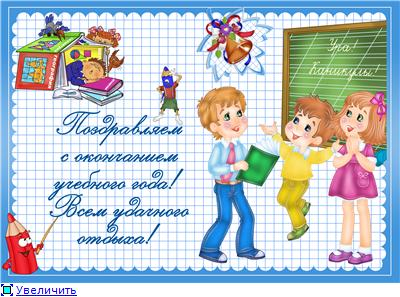 Ура!
Каникулы!
Поздравляем
с окончанием
учебного года!
Всем удачного
отдыха!
Увеличить